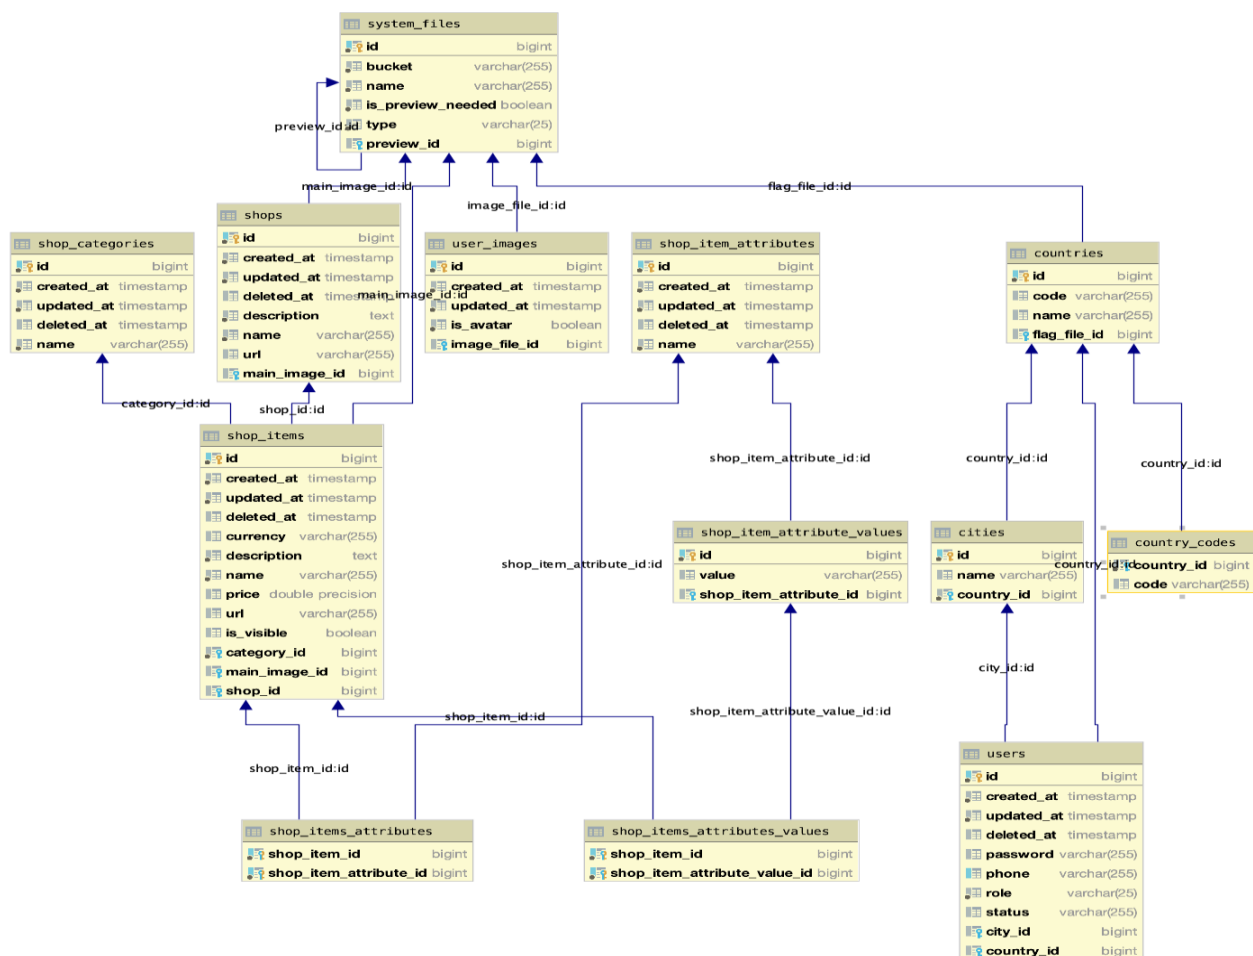 system_files
id bigint
bucket varchar(255)
name varchar(255)
is_preview_needed boolean
type varchar(25)
preview_id bigint
preview_id:id
main_image_id:id
image_file_id:id
flag_file_id:id
shop_categories
id bigint
created_at timestamp
updated_at timestamp
deleted_at timestamp
name varchar(255)
shops
id bigint
created_at timestamp
updated_at timestamp
deleted_at timestamp
description text
name varchar(255)
url varchar(255)
main_image_id bigint
main_image_id:id
user_images
id bigint
created_at timestamp
updated_at timestamp
is_avatar boolean
image_file_id bigint
shop_item_attributes
id bigint
created_at timestamp
updated_at timestamp
deleted_at timestamp
name varchar(255)
countries
id bigint
code varchar(255)
name varchar(255)
flag_file_id bigint
category_id:id
shop_id:id
shop_item_attribute_id:id
country_id:id
country_id:id
shop_items
id bigint
created_at timestamp
updated_at timestamp
deleted_at timestamp
currency varchar(255)
description text
name varchar(255)
price double precision
url varchar(255)
is_visible boolean
category_id bigint
main_image_id bigint
shop_id bigint
shop_item_attribute_id:id
shop_item_attribute_values
id bigint
value varchar(255)
shop_item_attribute_id bigint
cities
id bigint
name varchar(255)
country_id bigint
country_id:id
country_codes
country_id bigint
code varchar(255)
city_id:id
shop_item_id:id
shop_item_attribute_value_id:id
shop_item_id:id
shop_items_attributes
shop_item_id bigint
shop_item_attribute_id bigint
shop_items_attributes_values
shop_item_id bigint
shop_item_attribute_value_id bigint
users
id bigint
created_at timestamp
updated_at timestamp
deleted_at timestamp
password varchar(255)
phone varchar(255)
role varchar(25)
status varchar(255)
city_id bigint
country_id bigint